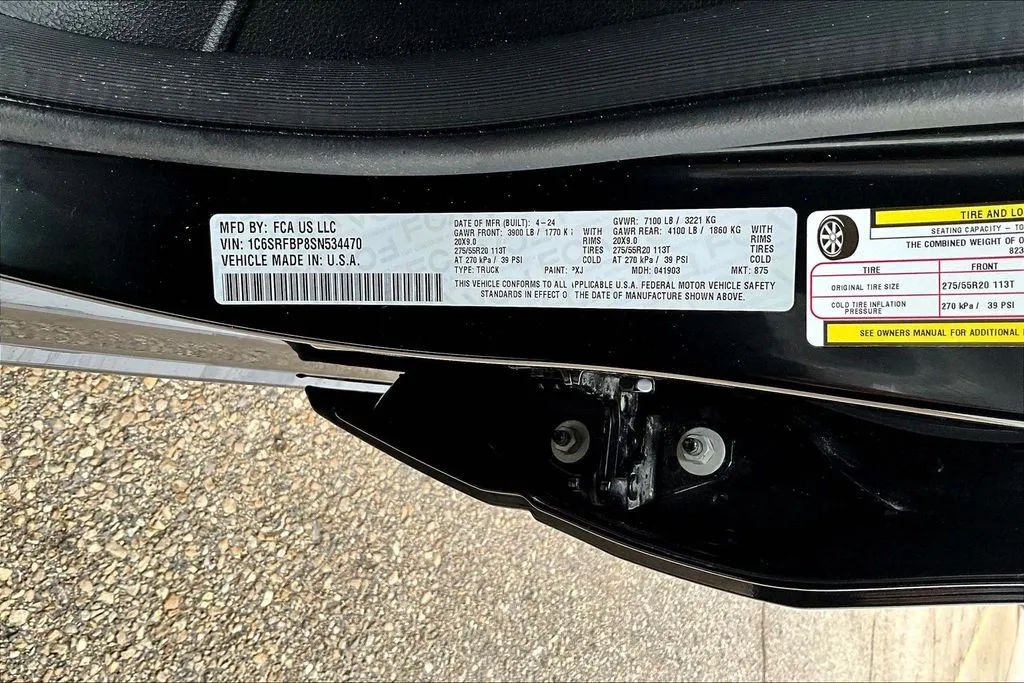 MFD BY: FCA US LLC
VIN: 1C6SRFBP8SN534470
VEHICLE MADE IN: U.S.A.
DATE OF MFR (BUILT): 4-24 GVWR: 7100 LB / 3221 KG
GAWR FRONT: 3900 LB / 1770 K WITH GAWR REAR: 4100 LB / 1860 KG WITH
20X9.0 RIMS 20X9.0 RIMS
275/55R20 113T TIRES 275/55R20 113T TIRES
AT 270 kPa / 39 PSI COLD AT 270 kPa / 39 PSI COLD
TYPE: TRUCK PAINT: PXJ MDH: 041903 MKT: 875
THIS VEHICLE CONFORMS TO ALL APPLICABLE U.S.A. FEDERAL MOTOR VEHICLE SAFETY
STANDARDS IN EFFECT O THE DATE OF MANUFACTURE SHOWN ABOVE.
TIRE AND LO
SEATING CAPACITY - TO
THE COMBINED WEIGHT OF O
823
TIRE FRONT
ORIGINAL TIRE SIZE 275/55R20 113T
COLD TIRE INFLATION PRESSURE 270 kPa / 39 PSI
SEE OWNERS MANUAL FOR ADDITIONAL